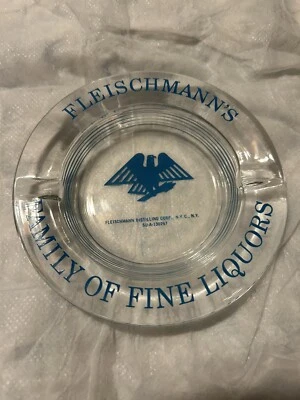 FLEISCHMANN'S
FLEISCHMANN DISTILLING CORP., N.Y.C., N.Y.
FAMILY OF FINE LIQUORS